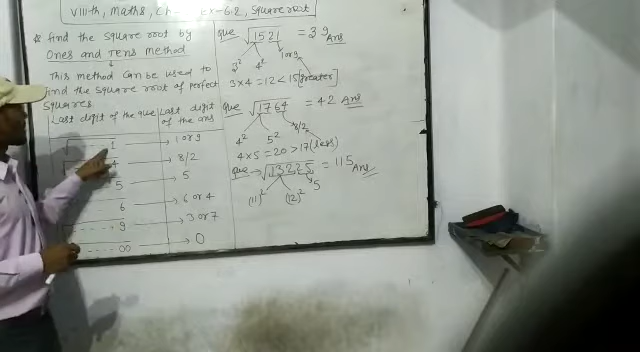 VIIIth, Maths, Ch- Ex-6.2, Square root
☆ find the square root by
Ones and Tens method
↓
This method can be used to
find the square root of perfect
squares
Last digit of the que | Last digit of the ans
1 → 1 or 9
4 → 8/2
5 → 5
6 → 6 or 4
9 → 3 or 7
00 → 0
que √1521 = 39 Ans
3² 4² 1 or 9
3×4=12<15 [greater]
que √1764 = 42 Ans
4² 5² 8/2
4×5=20>17 (less)
que → √13225 = 115 Ans
(11)² (12)² 5